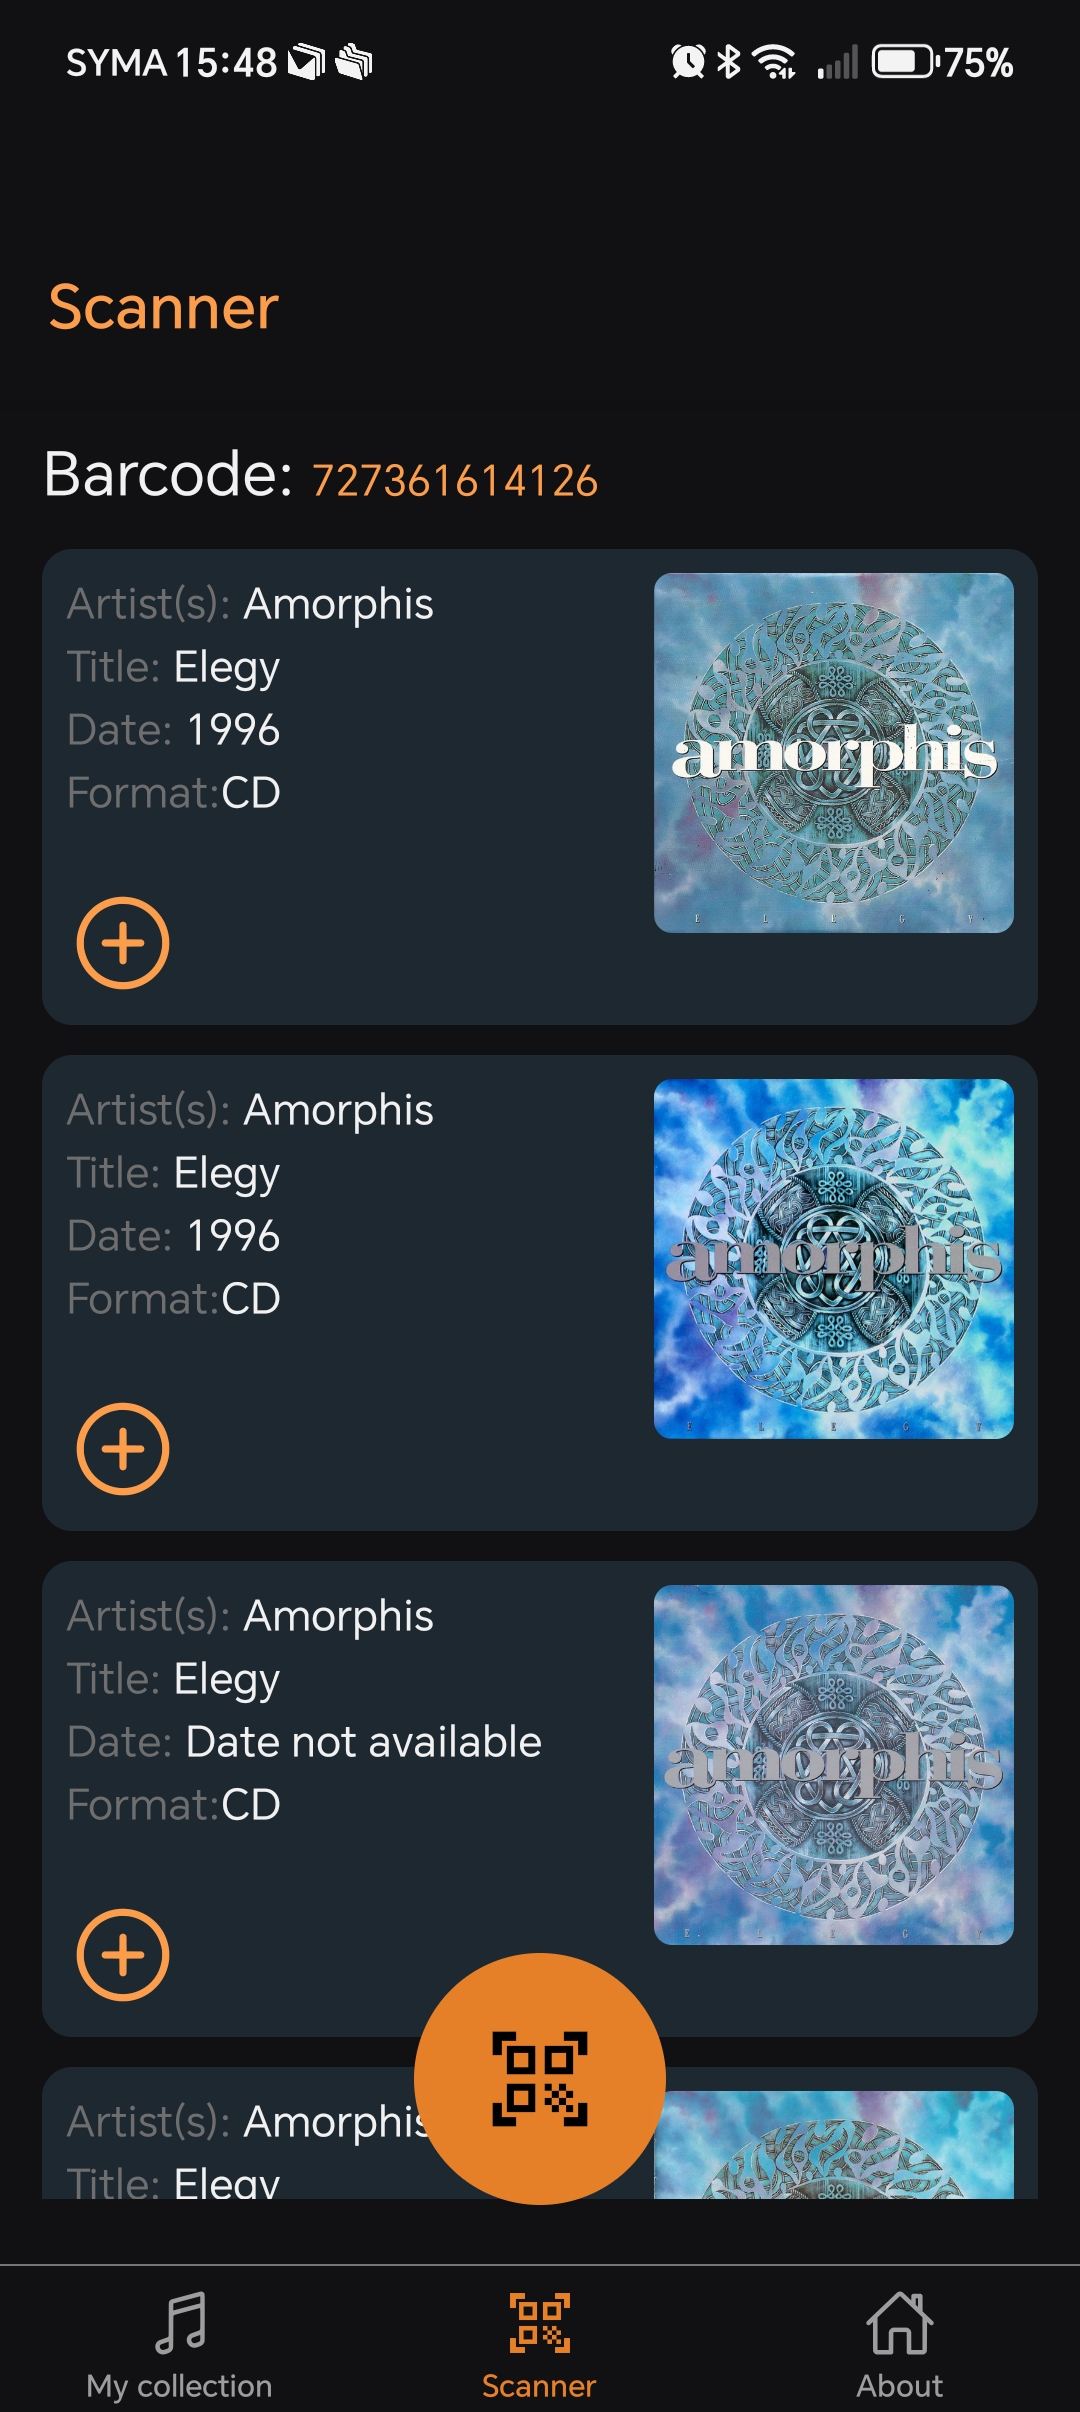 SYMA 15:48 75%
Scanner
Barcode: 727361614126
Artist(s): Amorphis
Title: Elegy
Date: 1996
Format:CD
amorphis
E L E G Y
Artist(s): Amorphis
Title: Elegy
Date: 1996
Format:CD
amorphis
E L E G Y
Artist(s): Amorphis
Title: Elegy
Date: Date not available
Format:CD
amorphis
E L E G Y
Artist(s): Amorphis
Title: Elegy
My collection
Scanner
About